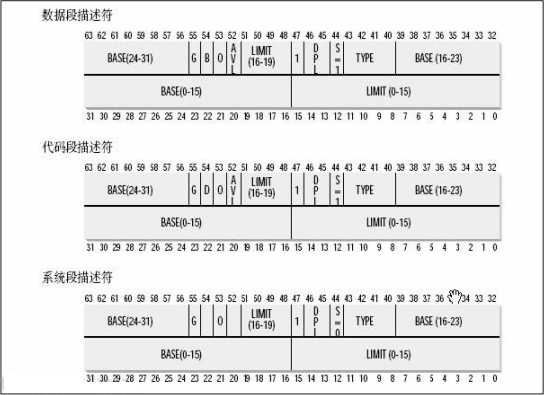 数据段描述符
63 62 61 60 59 58 57 56 55 54 53 52 51 50 49 48 47 46 45 44 43 42 41 40 39 38 37 36 35 34 33 32
BASE(24-31) G B O AVL LIMIT (16-19) 1 DPL S=1 TYPE BASE (16-23)
BASE(0-15) LIMIT (0-15)
31 30 29 28 27 26 25 24 23 22 21 20 19 18 17 16 15 14 13 12 11 10 9 8 7 6 5 4 3 2 1 0
代码段描述符
63 62 61 60 59 58 57 56 55 54 53 52 51 50 49 48 47 46 45 44 43 42 41 40 39 38 37 36 35 34 33 32
BASE(24-31) G D O AVL LIMIT (16-19) 1 DPL S=1 TYPE BASE (16-23)
BASE(0-15) LIMIT (0-15)
31 30 29 28 27 26 25 24 23 22 21 20 19 18 17 16 15 14 13 12 11 10 9 8 7 6 5 4 3 2 1 0
系统段描述符
63 62 61 60 59 58 57 56 55 54 53 52 51 50 49 48 47 46 45 44 43 42 41 40 39 38 37 36 35 33 32
BASE(24-31) G O LIMIT (16-19) 1 DPL S=0 TYPE BASE (16-23)
BASE(0-15) LIMIT (0-15)
31 30 29 28 27 26 25 24 23 22 21 20 19 18 17 16 15 14 13 12 11 10 9 8 7 6 5 4 3 2 1 0